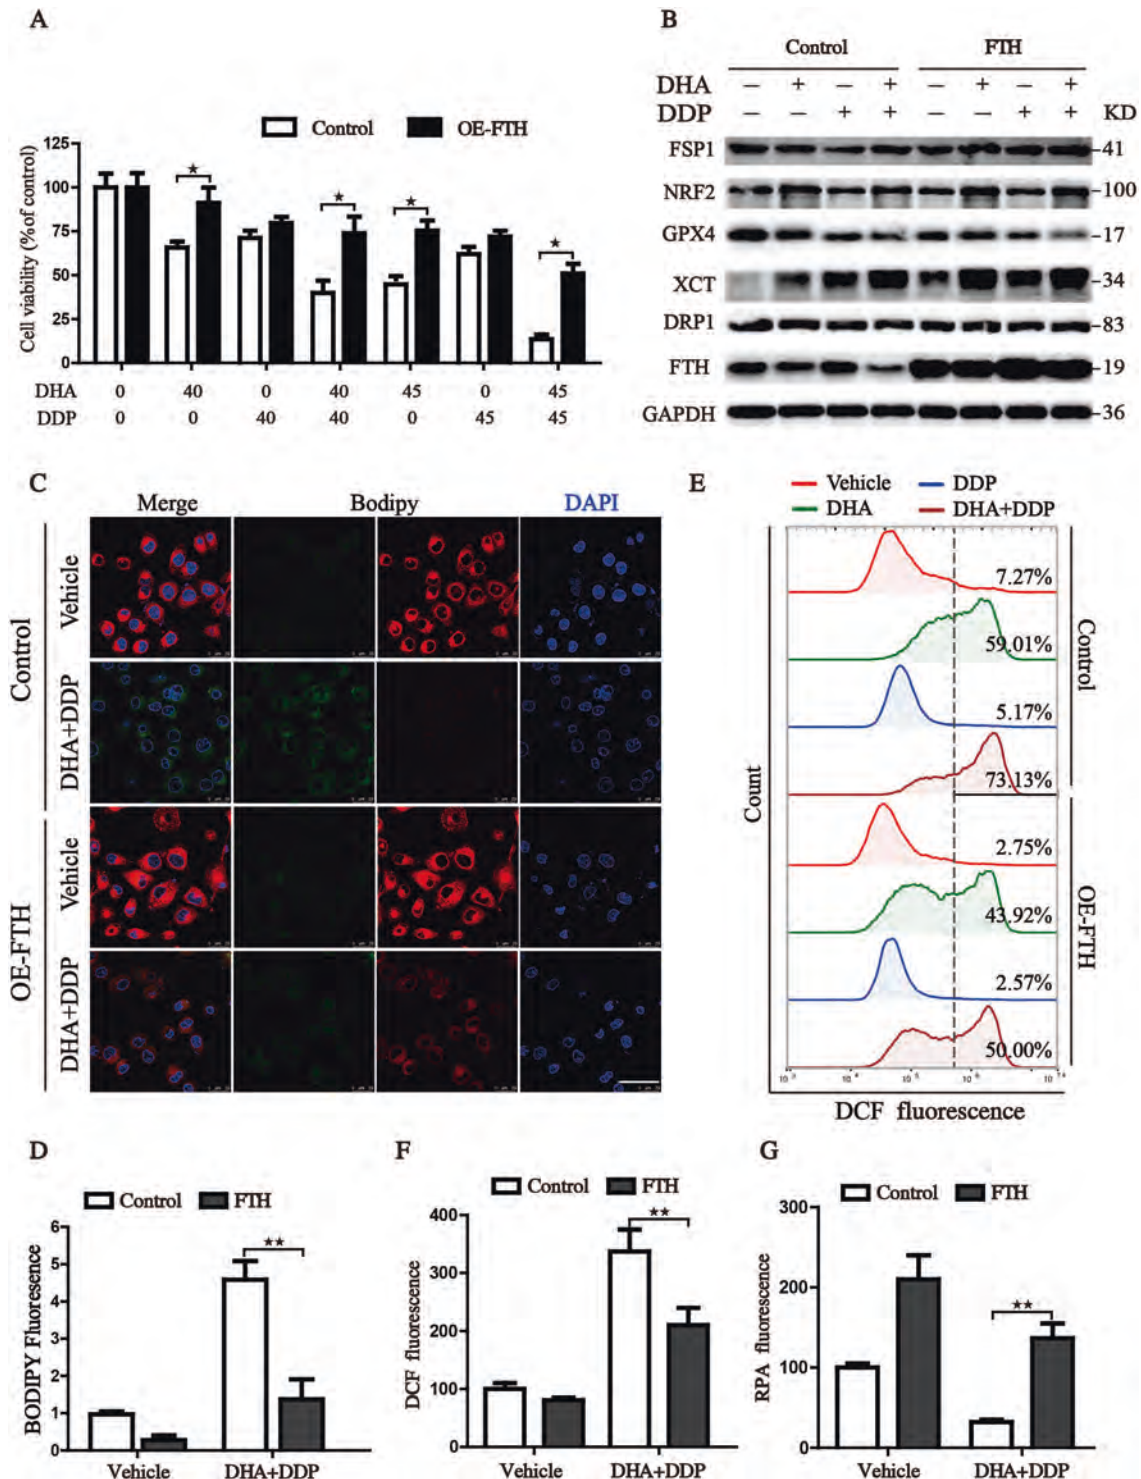 A
Control OE-FTH
Cell viability (%of control)
125
100
75
50
25
0
★ ★ ★ ★
DHA 0 40 0 40 45 0 45
DDP 0 0 40 40 0 45 45
B
Control FTH
DHA – + – + – + – +
DDP – – + + – – + + KD
FSP1 -41
NRF2 -100
GPX4 -17
XCT -34
DRP1 -83
FTH -19
GAPDH -36
C
Merge Bodipy DAPI
Control
Vehicle
DHA+DDP
OE-FTH
Vehicle
DHA+DDP
E
Vehicle DDP
DHA DHA+DDP
Count
7.27%
59.01%
5.17%
73.13%
Control
2.75%
43.92%
2.57%
50.00%
OE-FTH
DCF fluorescence
D
Control FTH
BODIPY Fluoresence
6
5
4
3
2
1
0
★★
Vehicle DHA+DDP
F
Control FTH
DCF fluorescence
400
300
200
100
0
★★
Vehicle DHA+DDP
G
Control FTH
RPA fluorescence
300
200
100
0
★★
Vehicle DHA+DDP